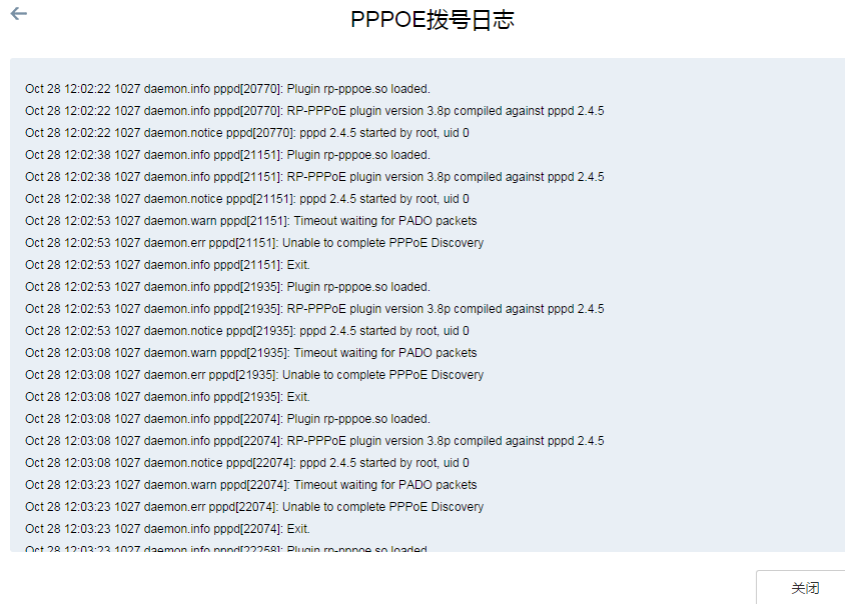 PPPOE拨号日志
Oct 28 12:02:22 1027 daemon.info pppd[20770]: Plugin rp-pppoe.so loaded.
Oct 28 12:02:22 1027 daemon.info pppd[20770]: RP-PPPoE plugin version 3.8p compiled against pppd 2.4.5
Oct 28 12:02:22 1027 daemon.notice pppd[20770]: pppd 2.4.5 started by root, uid 0
Oct 28 12:02:38 1027 daemon.info pppd[21151]: Plugin rp-pppoe.so loaded.
Oct 28 12:02:38 1027 daemon.info pppd[21151]: RP-PPPoE plugin version 3.8p compiled against pppd 2.4.5
Oct 28 12:02:38 1027 daemon.notice pppd[21151]: pppd 2.4.5 started by root, uid 0
Oct 28 12:02:53 1027 daemon.warn pppd[21151]: Timeout waiting for PADO packets
Oct 28 12:02:53 1027 daemon.err pppd[21151]: Unable to complete PPPoE Discovery
Oct 28 12:02:53 1027 daemon.info pppd[21151]: Exit.
Oct 28 12:02:53 1027 daemon.info pppd[21935]: Plugin rp-pppoe.so loaded.
Oct 28 12:02:53 1027 daemon.info pppd[21935]: RP-PPPoE plugin version 3.8p compiled against pppd 2.4.5
Oct 28 12:02:53 1027 daemon.notice pppd[21935]: pppd 2.4.5 started by root, uid 0
Oct 28 12:03:08 1027 daemon.warn pppd[21935]: Timeout waiting for PADO packets
Oct 28 12:03:08 1027 daemon.err pppd[21935]: Unable to complete PPPoE Discovery
Oct 28 12:03:08 1027 daemon.info pppd[21935]: Exit.
Oct 28 12:03:08 1027 daemon.info pppd[22074]: Plugin rp-pppoe.so loaded.
Oct 28 12:03:08 1027 daemon.info pppd[22074]: RP-PPPoE plugin version 3.8p compiled against pppd 2.4.5
Oct 28 12:03:08 1027 daemon.notice pppd[22074]: pppd 2.4.5 started by root, uid 0
Oct 28 12:03:23 1027 daemon.warn pppd[22074]: Timeout waiting for PADO packets
Oct 28 12:03:23 1027 daemon.err pppd[22074]: Unable to complete PPPoE Discovery
Oct 28 12:03:23 1027 daemon.info pppd[22074]: Exit.
Oct 28 12:03:23 1027 daemon.info pppd[22258]: Plugin rp-pppoe.so loaded.
关闭